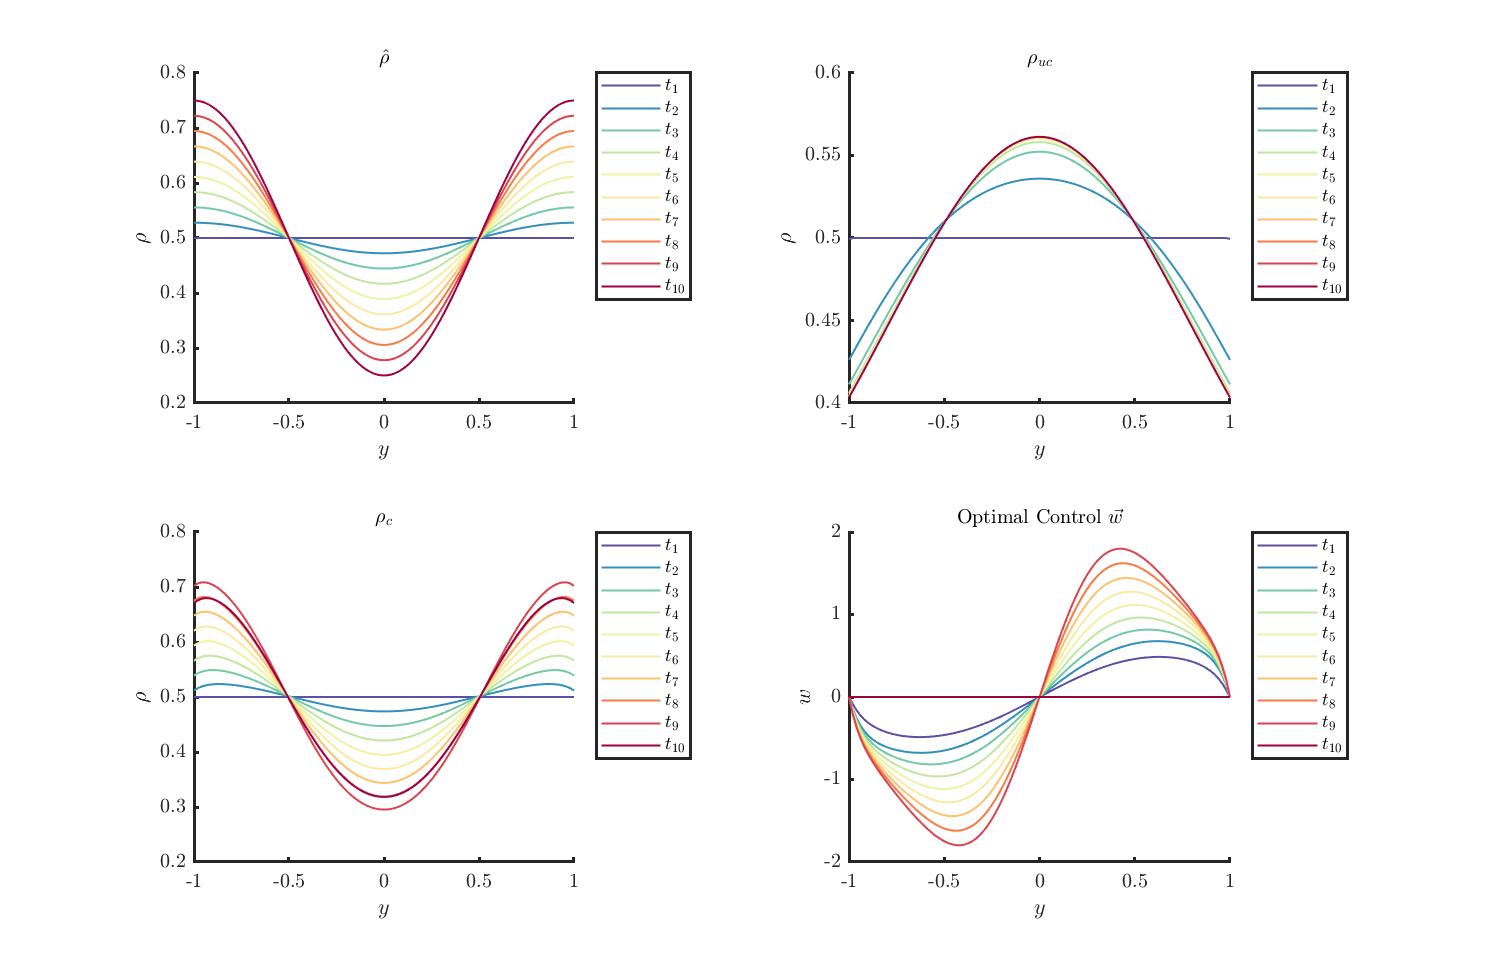 ρ̂
0.8
0.7
0.6
0.5
0.4
0.3
0.2
ρ
-1 -0.5 0 0.5 1
y
t₁
t₂
t₃
t₄
t₅
t₆
t₇
t₈
t₉
t₁₀
ρ_uc
0.6
0.55
0.5
0.45
0.4
ρ
-1 -0.5 0 0.5 1
y
t₁
t₂
t₃
t₄
t₅
t₆
t₇
t₈
t₉
t₁₀
ρ_c
0.8
0.7
0.6
0.5
0.4
0.3
0.2
ρ
-1 -0.5 0 0.5 1
y
t₁
t₂
t₃
t₄
t₅
t₆
t₇
t₈
t₉
t₁₀
Optimal Control w⃗
2
1
0
-1
-2
w
-1 -0.5 0 0.5 1
y
t₁
t₂
t₃
t₄
t₅
t₆
t₇
t₈
t₉
t₁₀